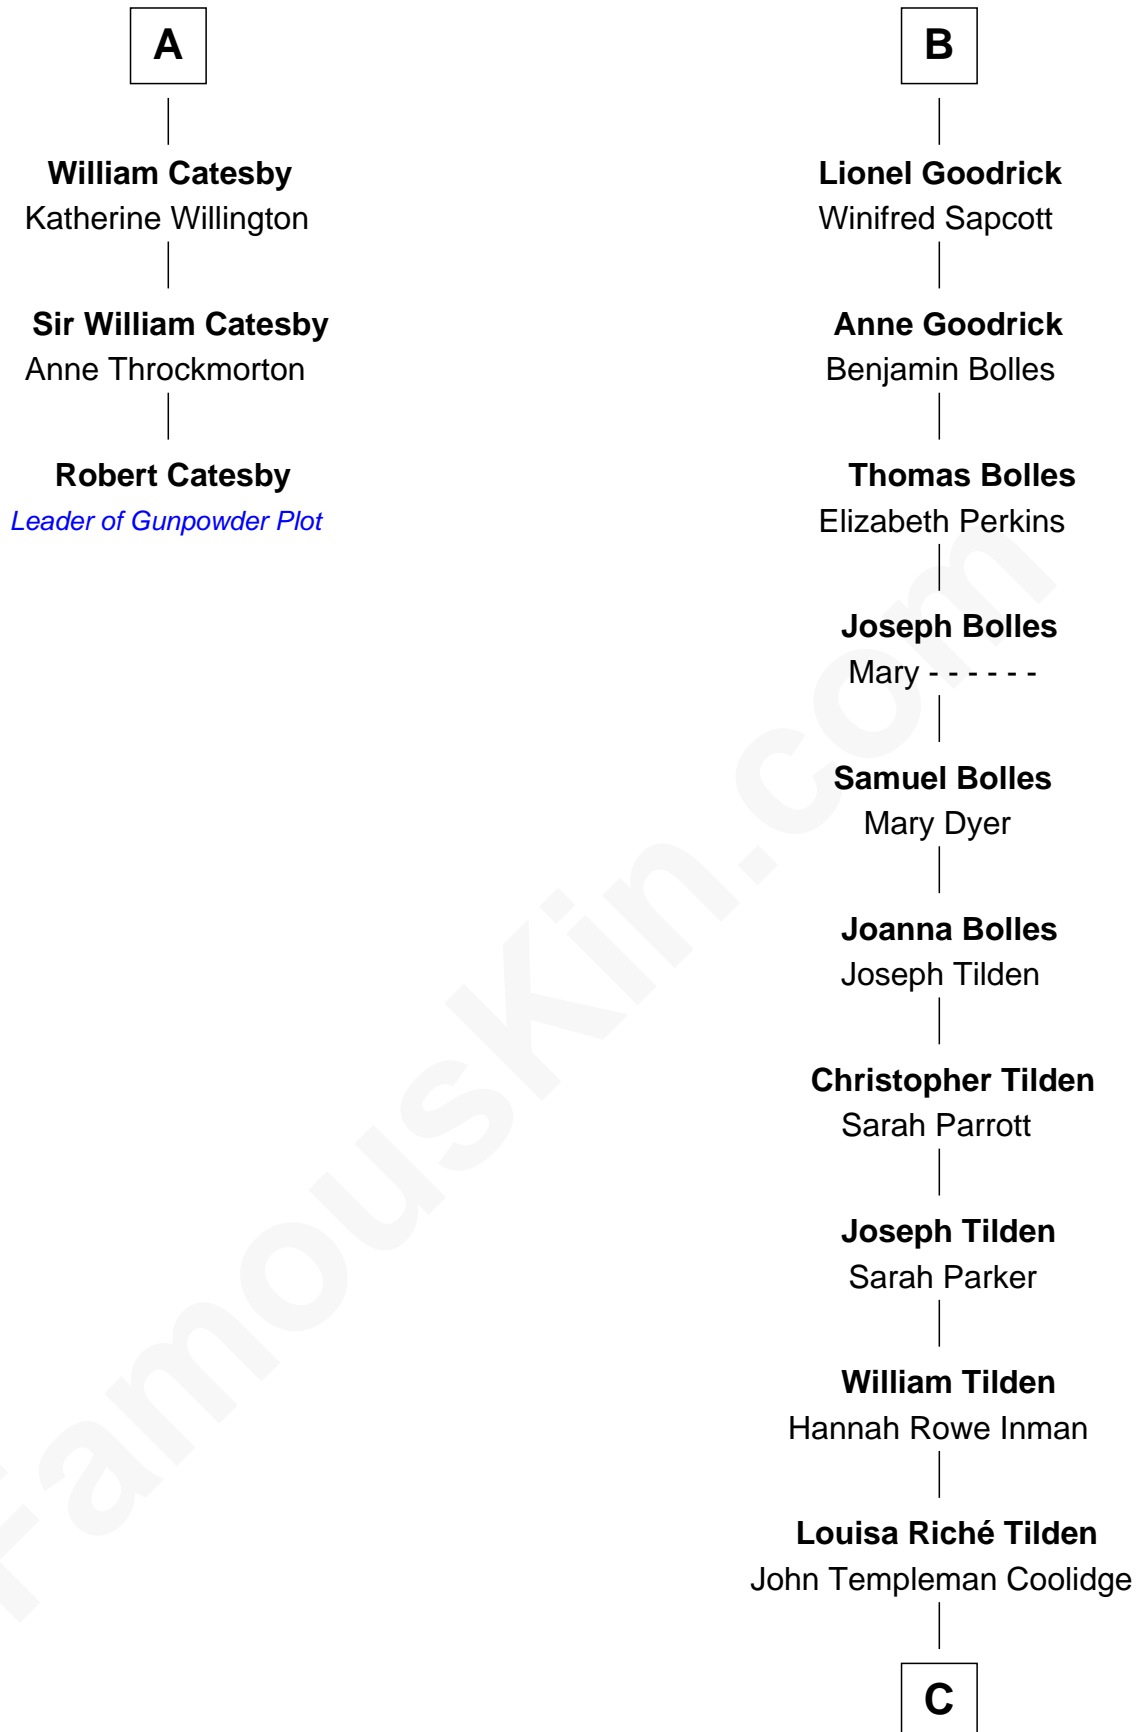 A
William Catesby
Katherine Willington
Sir William Catesby
Anne Throckmorton
Robert Catesby
Leader of Gunpowder Plot
B
Lionel Goodrick
Winifred Sapcott
Anne Goodrick
Benjamin Bolles
Thomas Bolles
Elizabeth Perkins
Joseph Bolles
Mary - - - - - -
Samuel Bolles
Mary Dyer
Joanna Bolles
Joseph Tilden
Christopher Tilden
Sarah Parrott
Joseph Tilden
Sarah Parker
William Tilden
Hannah Rowe Inman
Louisa Riché Tilden
John Templeman Coolidge
C
FamousKin.com